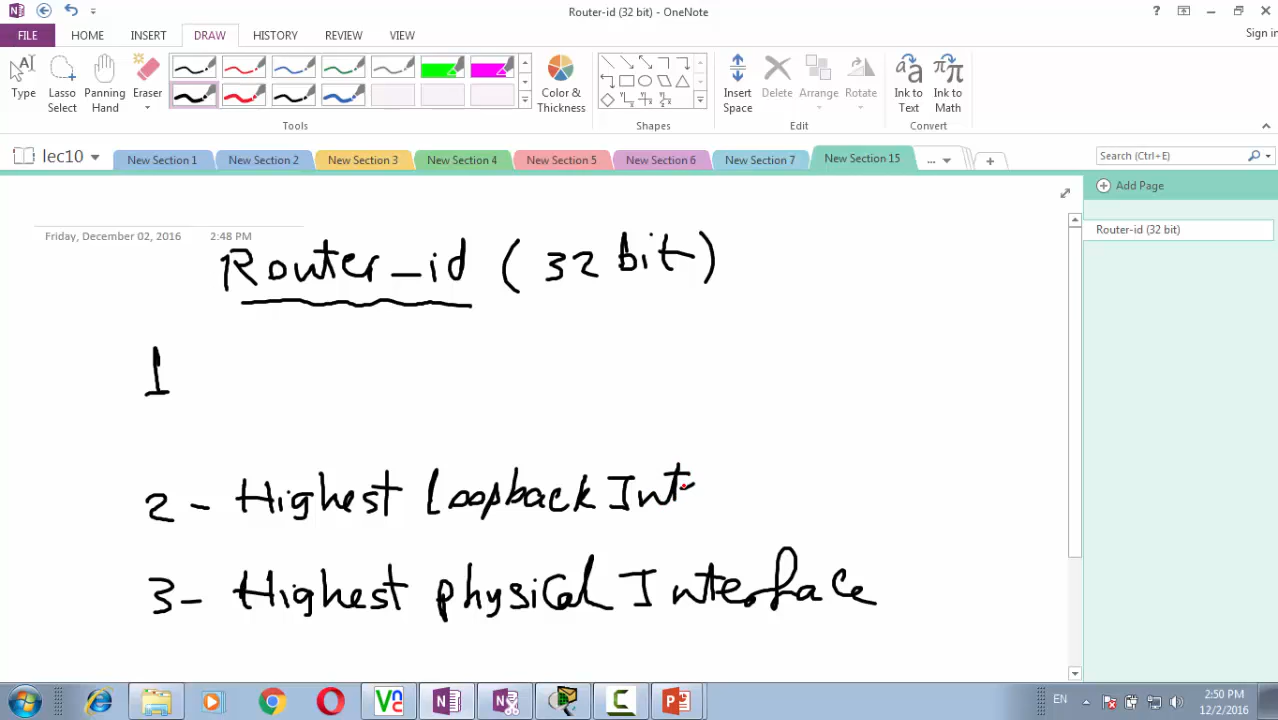 Router-id (32 bit) - OneNote
Sign in
FILE HOME INSERT DRAW HISTORY REVIEW VIEW
Type Lasso Select Panning Hand Eraser Color & Thickness Insert Space Delete Arrange Rotate Ink to Text Ink to Math
Tools Shapes Edit Convert
lec10 New Section 1 New Section 2 New Section 3 New Section 4 New Section 5 New Section 6 New Section 7 New Section 15 ... Search (Ctrl+E)
Add Page
Router-id (32 bit)
Friday, December 02, 2016 2:48 PM
Router_id (32 bit)
1
2 - Highest Loopback Int
3 - Highest physical Interface
EN 2:50 PM
12/2/2016